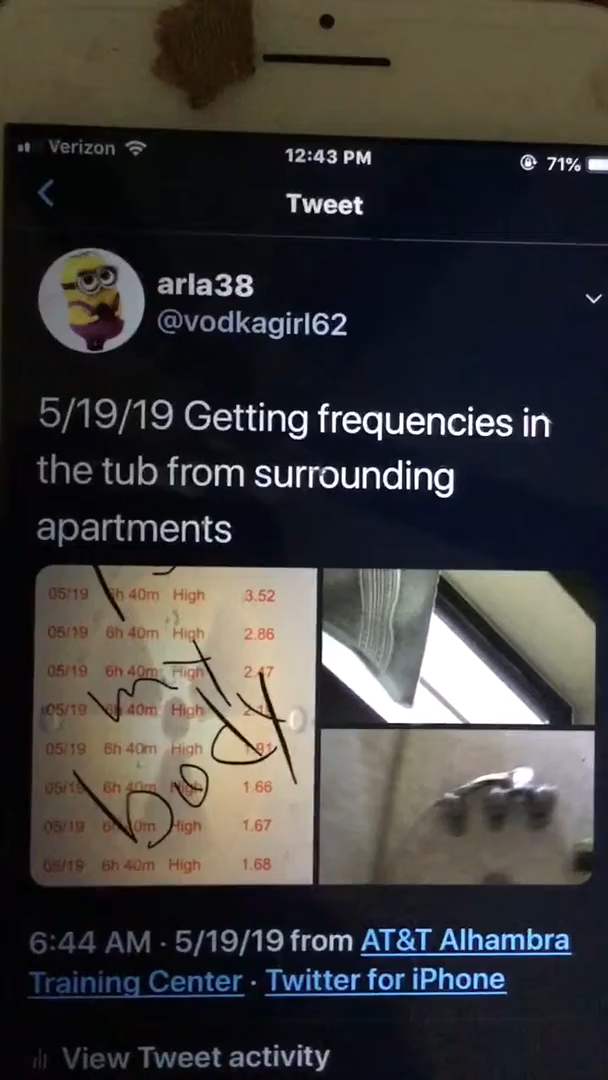 Verizon
12:43 PM
71%
Tweet
arla38
@vodkagirl62
5/19/19 Getting frequencies in
the tub from surrounding
apartments
05/19 6h 40m High 3.52
05/19 6h 40m High 2.86
05/19 6h 40m High 2.47
05/19 6h 40m High
05/19 6h 40m High 1.91
05/19 6h 40m High 1.66
05/19 6h 40m High 1.67
05/19 6h 40m High 1.68
my
body
6:44 AM · 5/19/19 from AT&T Alhambra
Training Center · Twitter for iPhone
View Tweet activity